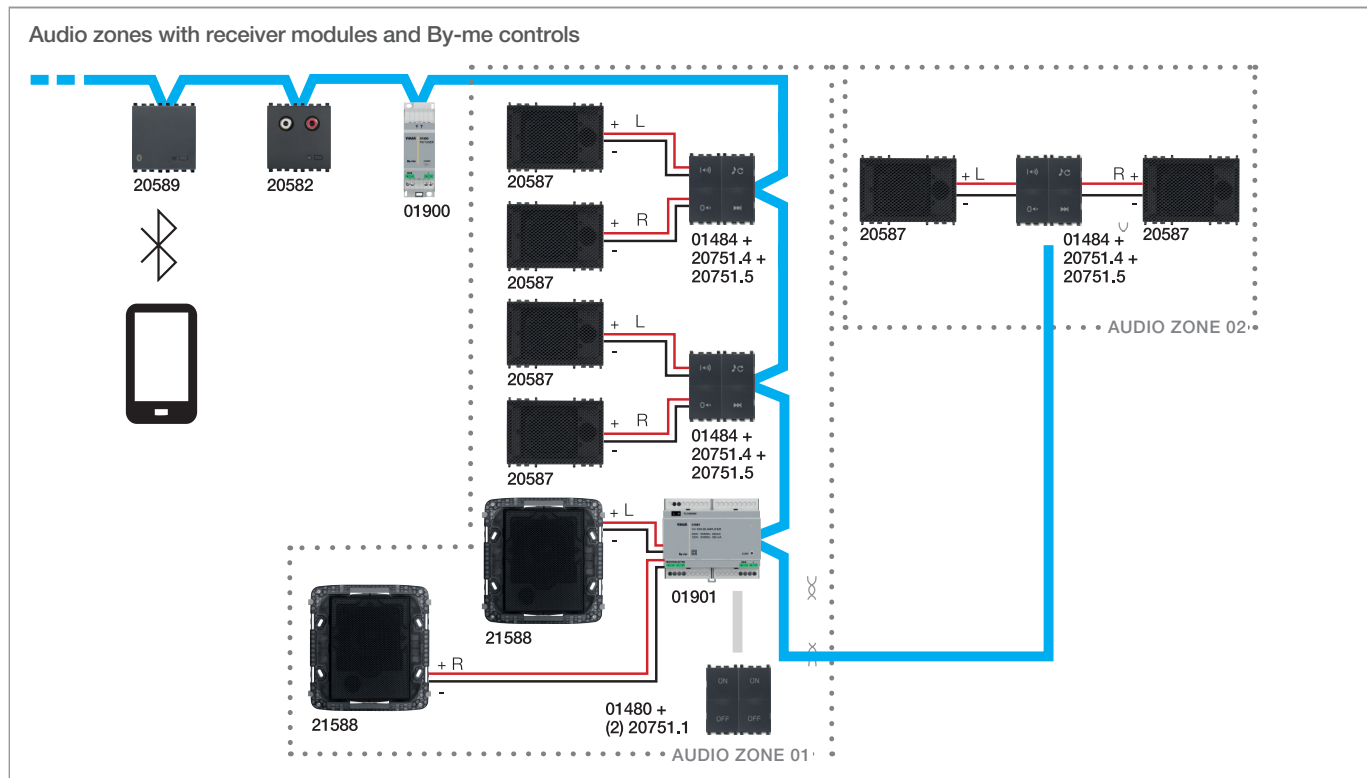 Audio zones with receiver modules and By-me controls
20589
20582
01900
+ L
-
20587
+ R
-
20587
01484 +
20751.4 +
20751.5
+ L
-
20587
+ R
-
20587
01484 +
20751.4 +
20751.5
+ L
-
21588
01901
+ R
-
21588
01480 +
(2) 20751.1
ON ON
OFF OFF
AUDIO ZONE 01
20587
+ L
-
R +
-
20587
01484 +
20751.4 +
20751.5
AUDIO ZONE 02